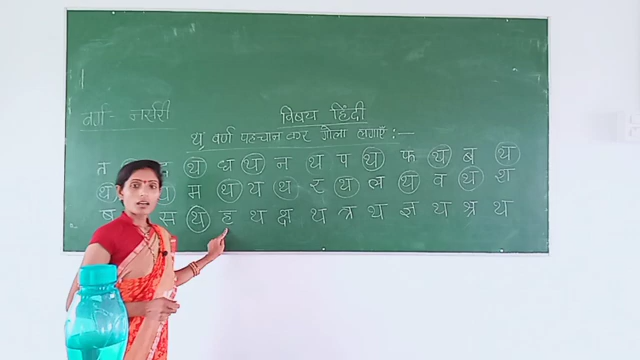 वर्ग - नर्सरी
विषय हिंदी
थ वर्ण पहचान कर गोला लगाएँ :—
त द थ ध थ न थ प थ फ थ ब थ
थ म थ य थ र थ ल थ व थ श
ष स थ ह थ क्ष थ त्र थ ज्ञ थ श्र थ